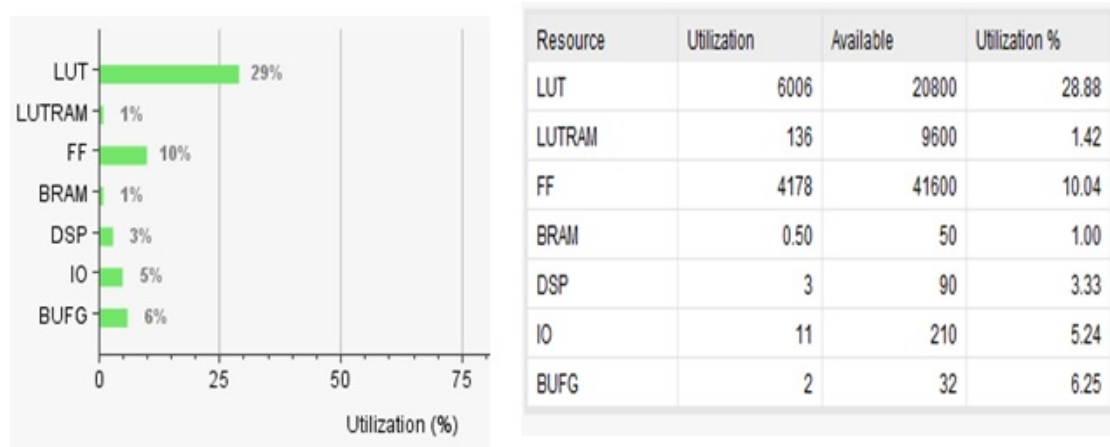 LUT 29%
LUTRAM 1%
FF 10%
BRAM 1%
DSP 3%
IO 5%
BUFG 6%
0 25 50 75
Utilization (%)
Resource Utilization Available Utilization %
LUT 6006 20800 28.88
LUTRAM 136 9600 1.42
FF 4178 41600 10.04
BRAM 0.50 50 1.00
DSP 3 90 3.33
IO 11 210 5.24
BUFG 2 32 6.25